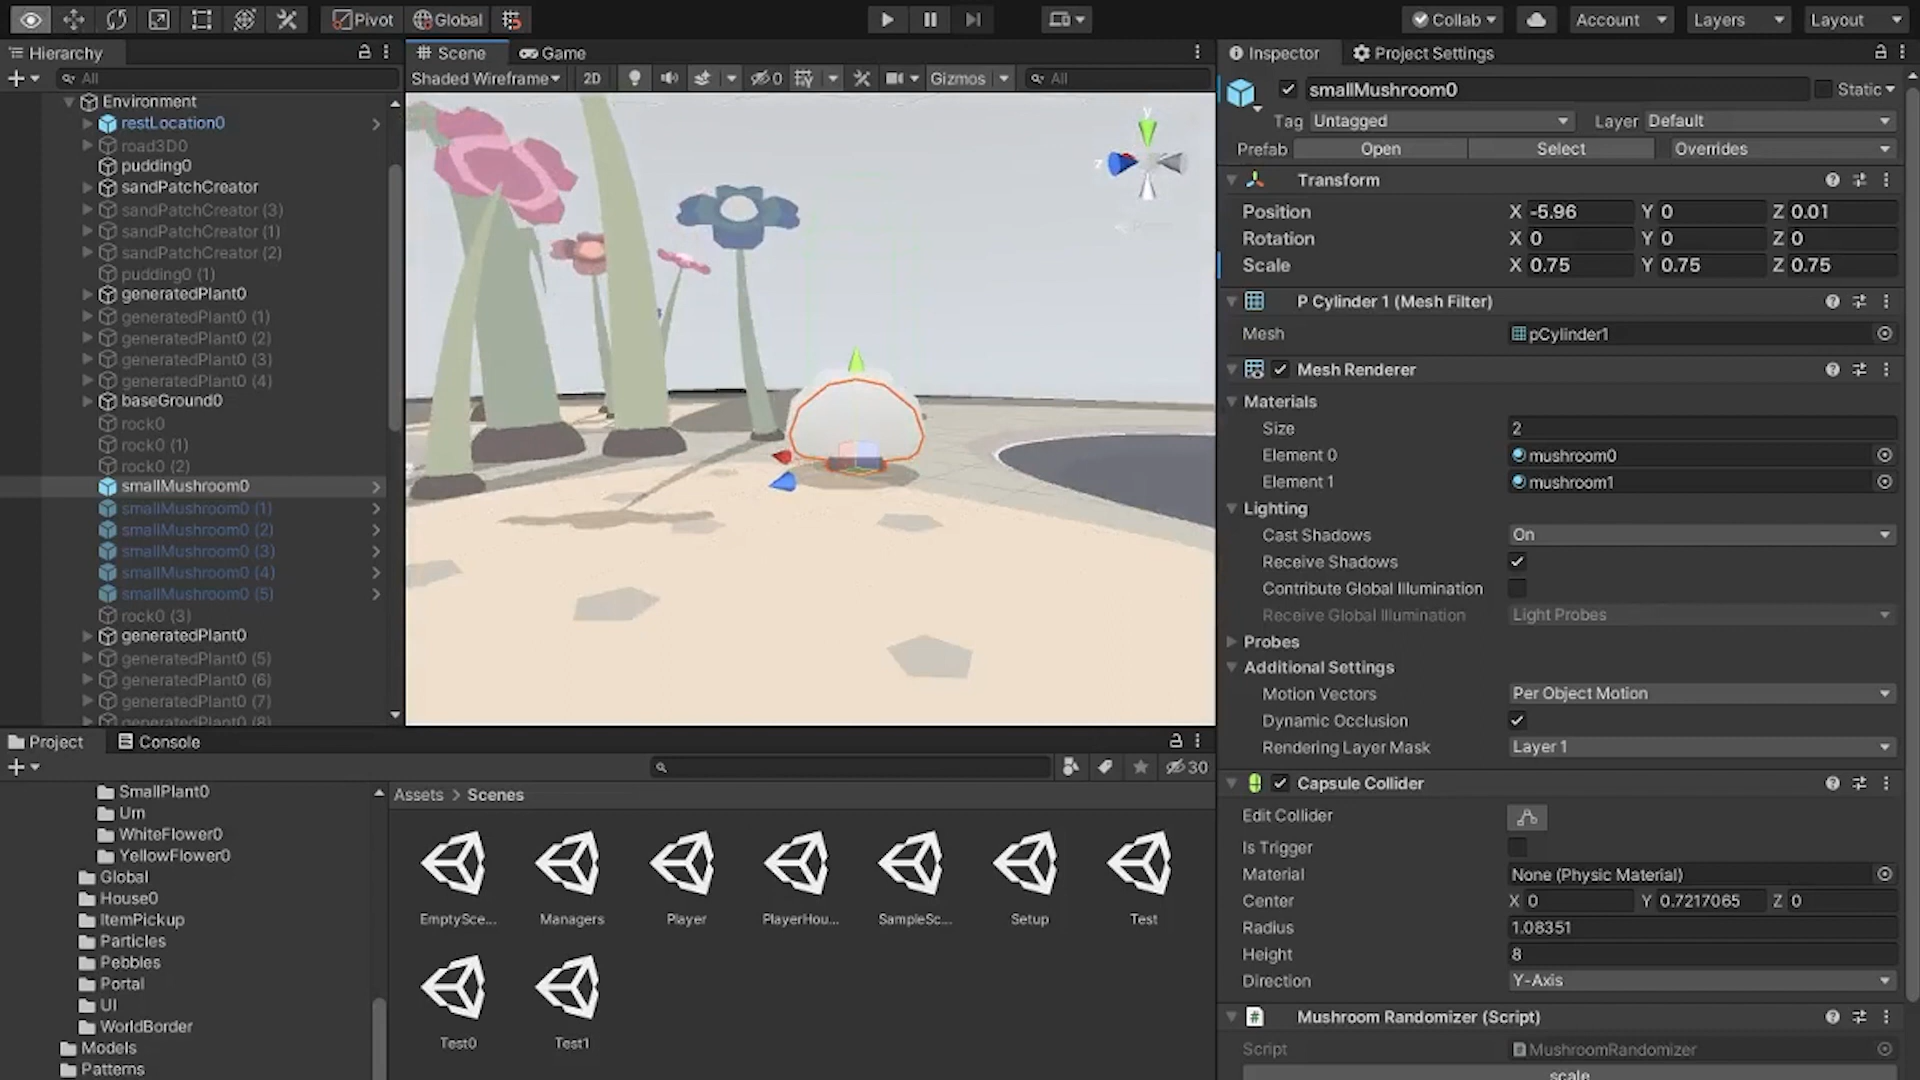 Pivot Global Collab Account Layers Layout
Hierarchy
All
Environment
restLocation0
road3D0
pudding0
sandPatchCreator
sandPatchCreator (3)
sandPatchCreator (1)
sandPatchCreator (2)
pudding0 (1)
generatedPlant0
generatedPlant0 (1)
generatedPlant0 (2)
generatedPlant0 (3)
generatedPlant0 (4)
baseGround0
rock0
rock0 (1)
rock0 (2)
smallMushroom0
smallMushroom0 (1)
smallMushroom0 (2)
smallMushroom0 (3)
smallMushroom0 (4)
smallMushroom0 (5)
rock0 (3)
generatedPlant0
generatedPlant0 (5)
generatedPlant0 (6)
generatedPlant0 (7)
generatedPlant0 (8)
Scene Game
Shaded Wireframe 2D 0 Gizmos All
y
z
Inspector Project Settings
smallMushroom0 Static
Tag Untagged Layer Default
Prefab Open Select Overrides
Transform
Position X -5.96 Y 0 Z 0.01
Rotation X 0 Y 0 Z 0
Scale X 0.75 Y 0.75 Z 0.75
P Cylinder 1 (Mesh Filter)
Mesh pCylinder1
Mesh Renderer
Materials
Size 2
Element 0 mushroom0
Element 1 mushroom1
Lighting
Cast Shadows On
Receive Shadows
Contribute Global Illumination
Receive Global Illumination Light Probes
Probes
Additional Settings
Motion Vectors Per Object Motion
Dynamic Occlusion
Rendering Layer Mask Layer 1
Capsule Collider
Edit Collider
Is Trigger
Material None (Physic Material)
Center X 0 Y 0.7217065 Z 0
Radius 1.08351
Height 8
Direction Y-Axis
# Mushroom Randomizer (Script)
Script MushroomRandomizer
scale
Project Console
30
SmallPlant0
Urn
WhiteFlower0
YellowFlower0
Global
House0
ItemPickup
Particles
Pebbles
Portal
UI
WorldBorder
Models
Patterns
Assets > Scenes
EmptySce... Managers Player PlayerHou... SampleSc... Setup Test
Test0 Test1